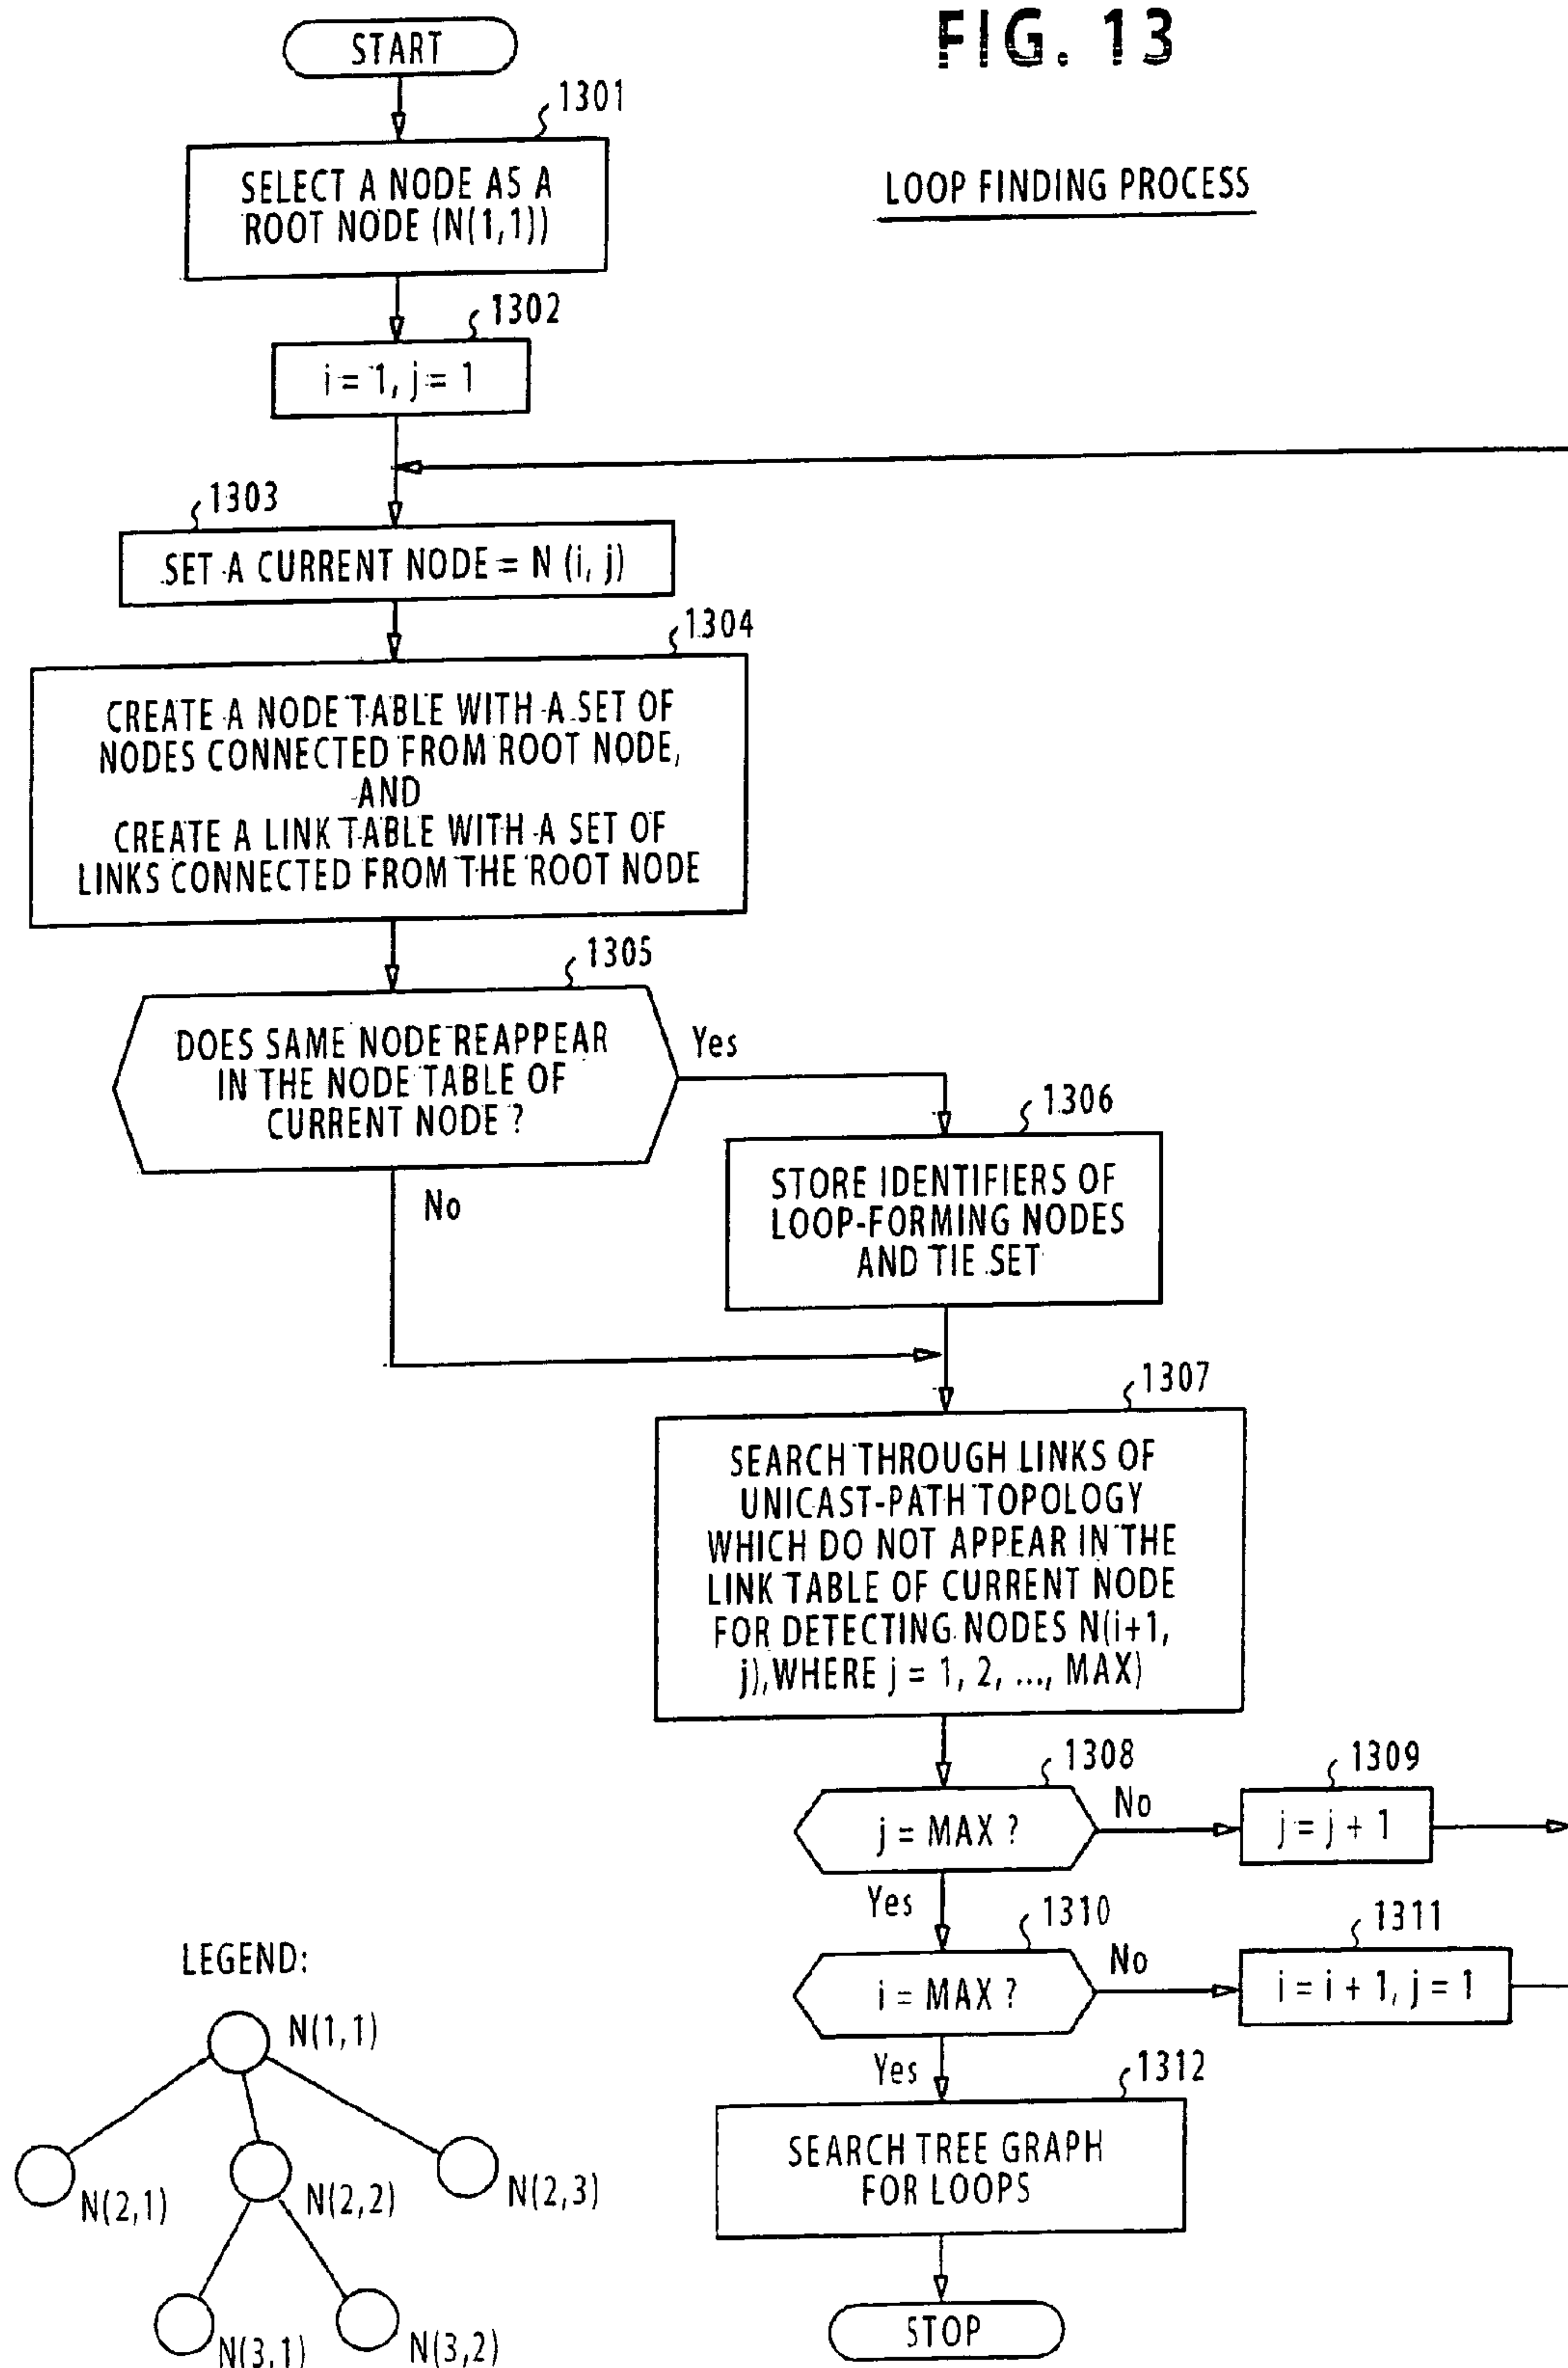 FIG. 13
LOOP FINDING PROCESS
START
1301
SELECT A NODE AS A
ROOT NODE (N(1,1))
1302
i = 1, j = 1
1303
SET A CURRENT NODE = N (i, j)
1304
CREATE A NODE TABLE WITH A SET OF
NODES CONNECTED FROM ROOT NODE,
AND
CREATE A LINK TABLE WITH A SET OF
LINKS CONNECTED FROM THE ROOT NODE
1305
DOES SAME NODE REAPPEAR
IN THE NODE TABLE OF
CURRENT NODE ?
Yes
No
1306
STORE IDENTIFIERS OF
LOOP-FORMING NODES
AND TIE SET
1307
SEARCH THROUGH LINKS OF
UNICAST-PATH TOPOLOGY
WHICH DO NOT APPEAR IN THE
LINK TABLE OF CURRENT NODE
FOR DETECTING NODES N(i+1,
j), WHERE j = 1, 2, ..., MAX)
1308
j = MAX ?
No
1309
j = j + 1
Yes
1310
i = MAX ?
No
1311
i = i + 1, j = 1
Yes
1312
SEARCH TREE GRAPH
FOR LOOPS
STOP
LEGEND:
N(1,1)
N(2,1)
N(2,2)
N(2,3)
N(3,1)
N(3,2)